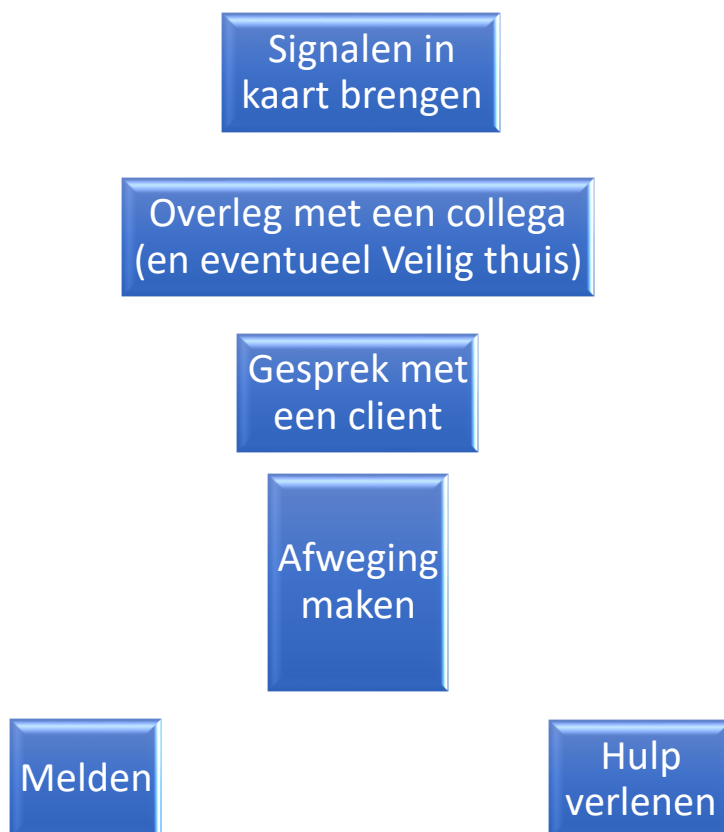 Signalen in
kaart brengen
Overleg met een collega
(en eventueel Veilig thuis)
Gesprek met
een client
Afweging
maken
Melden
Hulp
verlenen